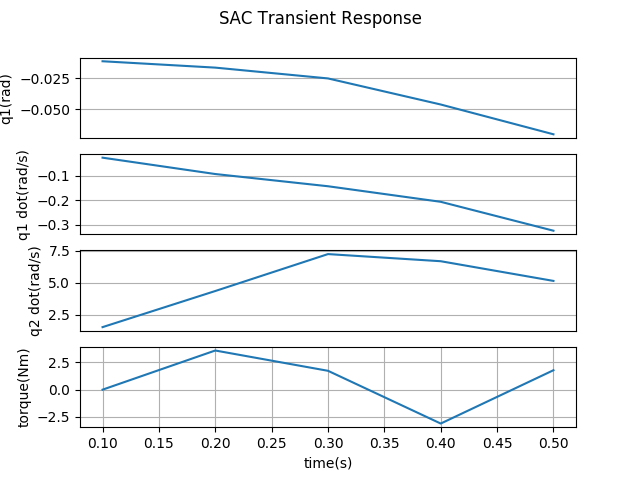 SAC Transient Response
q1(rad)
−0.025
−0.050
q1 dot(rad/s)
−0.1
−0.2
−0.3
q2 dot(rad/s)
7.5
5.0
2.5
torque(Nm)
2.5
0.0
−2.5
0.10 0.15 0.20 0.25 0.30 0.35 0.40 0.45 0.50
time(s)